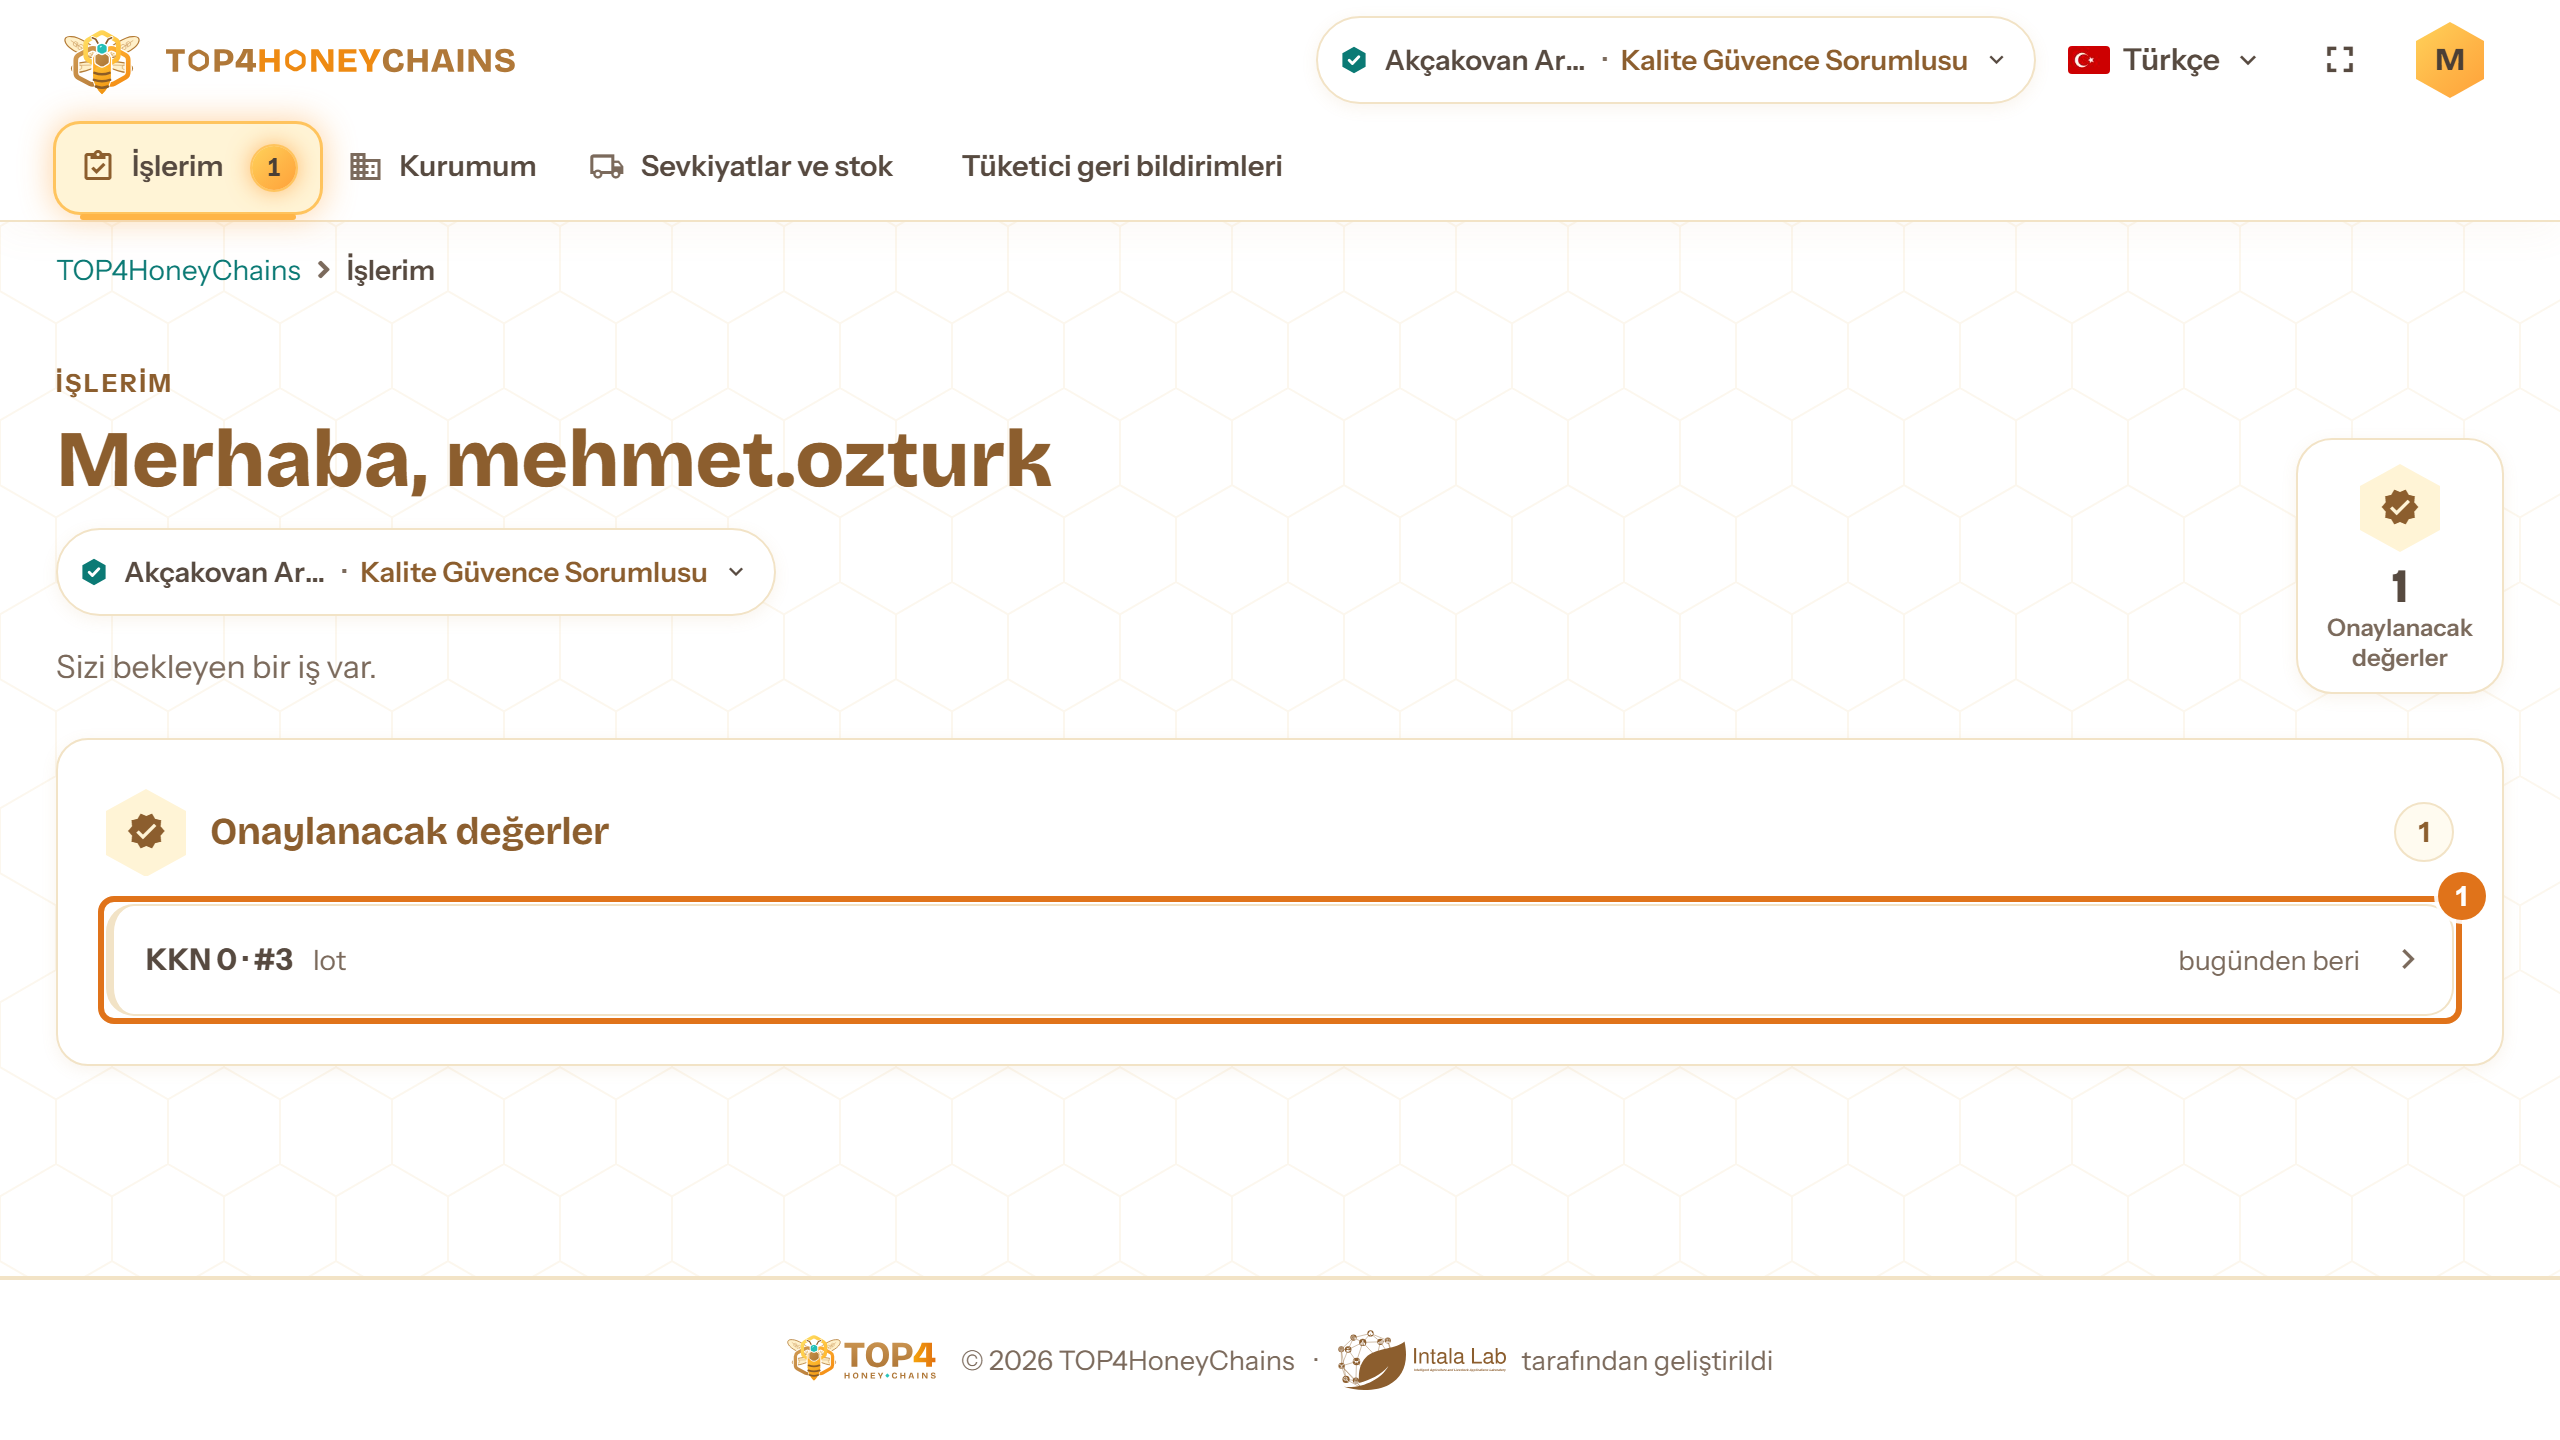 TOP4HONEYCHAINS
Akçakovan Ar... · Kalite Güvence Sorumlusu
Türkçe
M
İşlerim 1
Kurumum
Sevkiyatlar ve stok
Tüketici geri bildirimleri
TOP4HoneyChains > İşlerim
İŞLERİM
Merhaba, mehmet.ozturk
Akçakovan Ar... · Kalite Güvence Sorumlusu
Sizi bekleyen bir iş var.
1
Onaylanacak
değerler
Onaylanacak değerler 1
1
KKN 0 · #3 lot bugünden beri
TOP4
HONEY CHAINS
© 2026 TOP4HoneyChains · Intala Lab tarafından geliştirildi